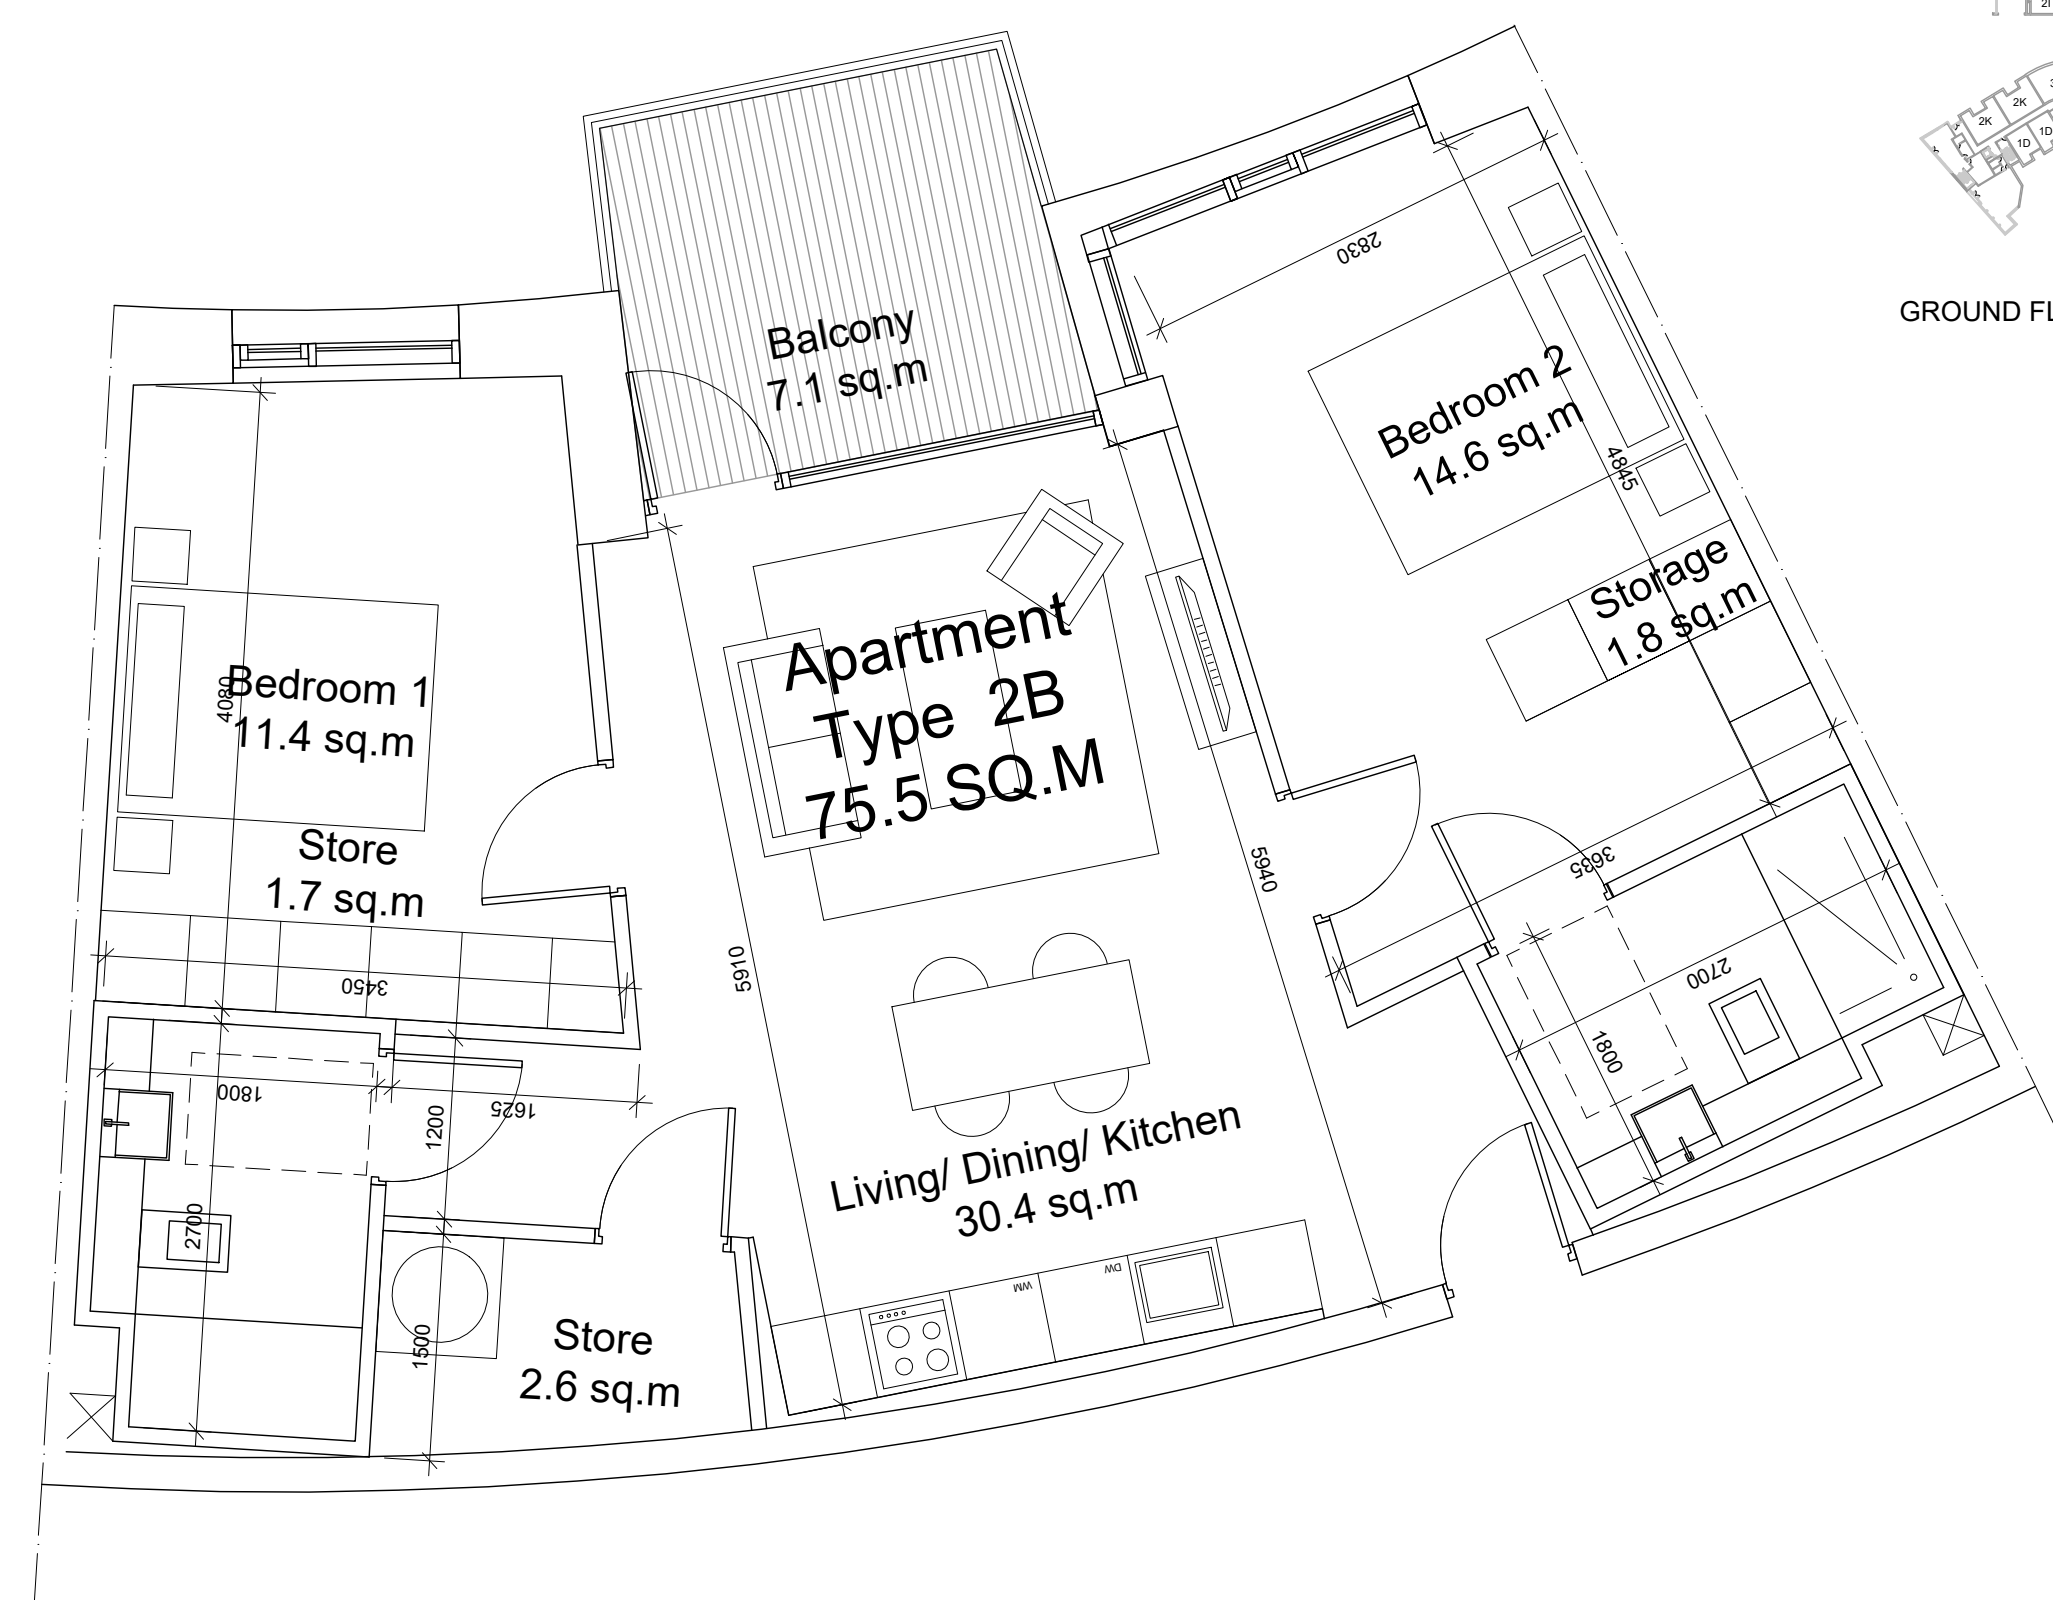 2I
2K
2K
1D
1D
GROUND FL
Balcony
7.1 sq.m
2830
Bedroom 2
14.6 sq.m
4845
Storage
1.8 sq.m
Bedroom 1
11.4 sq.m
4080
Apartment
Type 2B
75.5 SQ.M
Store
1.7 sq.m
3450
5910
5940
3635
2700
1800
1800
1625
1200
2700
1500
Living/ Dining/ Kitchen
30.4 sq.m
WM
DW
Store
2.6 sq.m